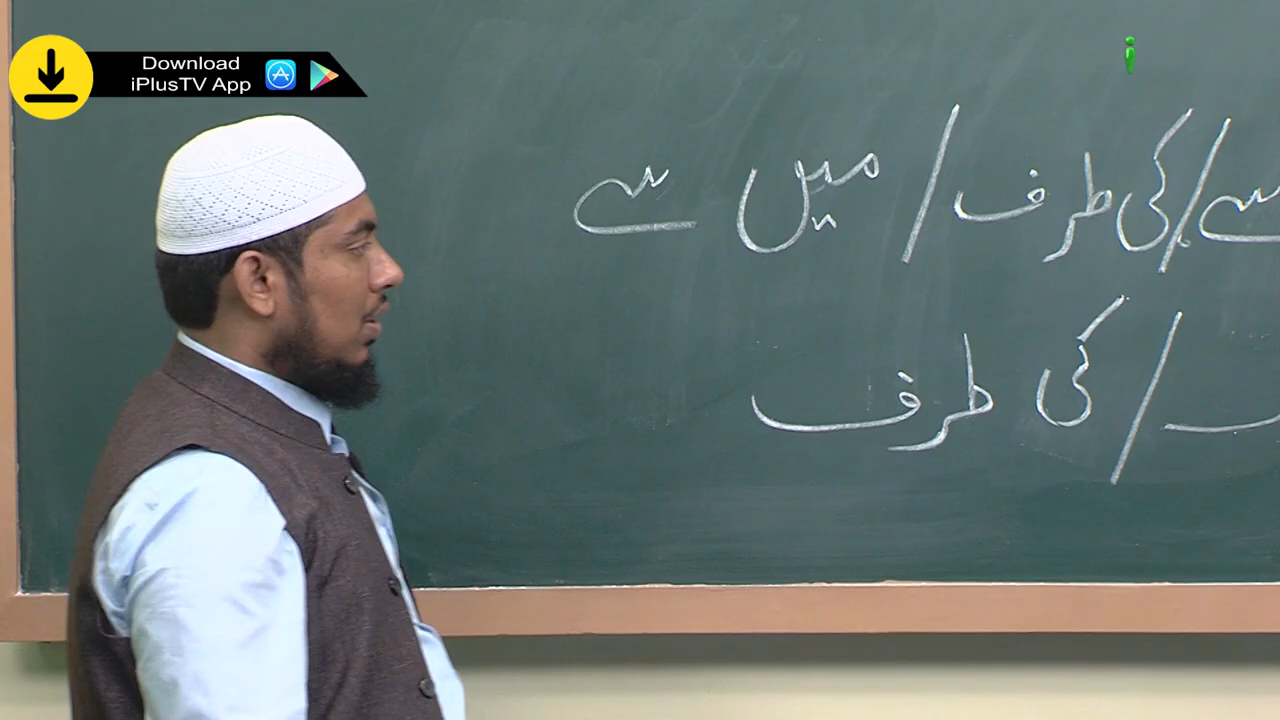 Download
iPlusTV App
سے / کی طرف / میں سے
/ کی طرف